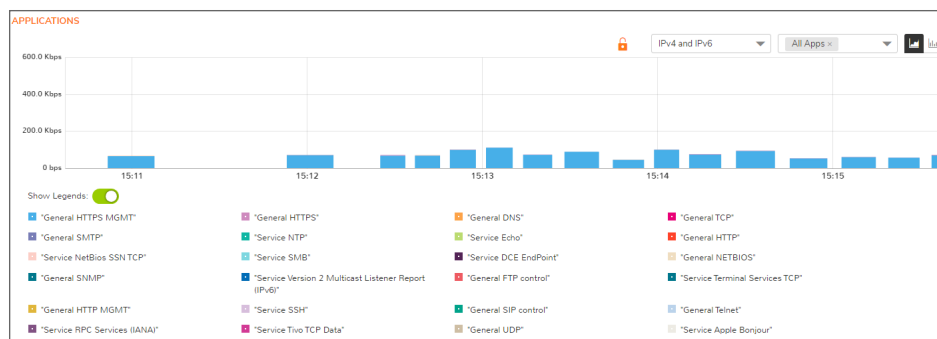 APPLICATIONS
IPv4 and IPv6
All Apps ×
600.0 Kbps
400.0 Kbps
200.0 Kbps
0 bps
15:11 15:12 15:13 15:14 15:15
Show Legends:
"General HTTPS MGMT" "General HTTPS" "General DNS" "General TCP"
"General SMTP" "Service NTP" "Service Echo" "General HTTP"
"Service NetBios SSN TCP" "Service SMB" "Service DCE EndPoint" "General NETBIOS"
"General SNMP" "Service Version 2 Multicast Listener Report (IPv6)" "General FTP control" "Service Terminal Services TCP"
"General HTTP MGMT" "Service SSH" "General SIP control" "General Telnet"
"Service RPC Services (IANA)" "Service Tivo TCP Data" "General UDP" "Service Apple Bonjour"